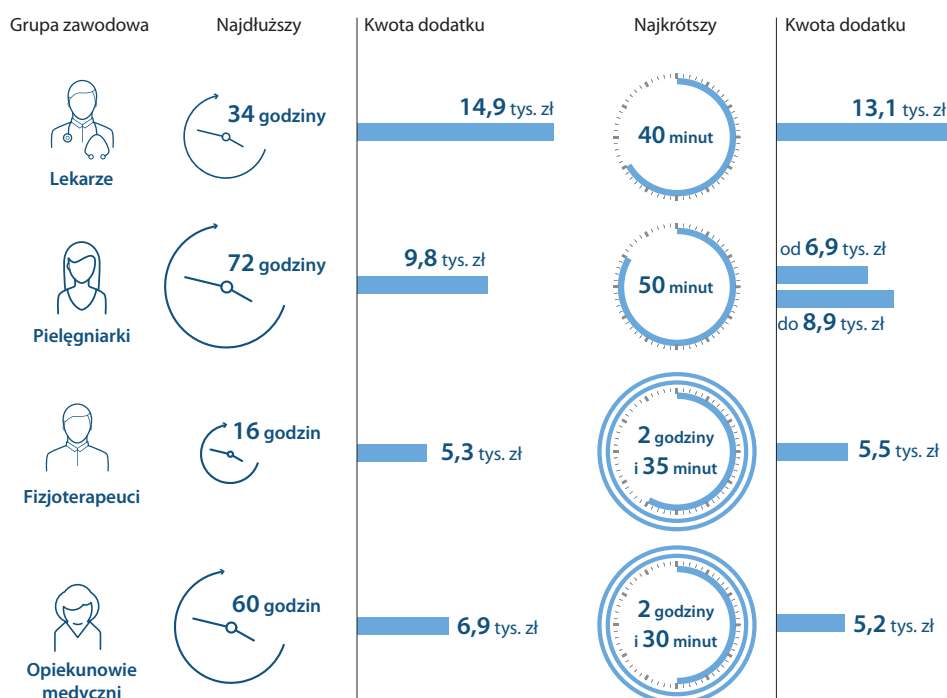 Grupa zawodowa
Najdłuższy
Kwota dodatku
Najkrótszy
Kwota dodatku
Lekarze
34 godziny
14,9 tys. zł
40 minut
13,1 tys. zł
Pielęgniarki
72 godziny
9,8 tys. zł
50 minut
od 6,9 tys. zł
do 8,9 tys. zł
Fizjoterapeuci
16 godzin
5,3 tys. zł
2 godziny
i 35 minut
5,5 tys. zł
Opiekunowie
medyczni
60 godzin
6,9 tys. zł
2 godziny
i 30 minut
5,2 tys. zł